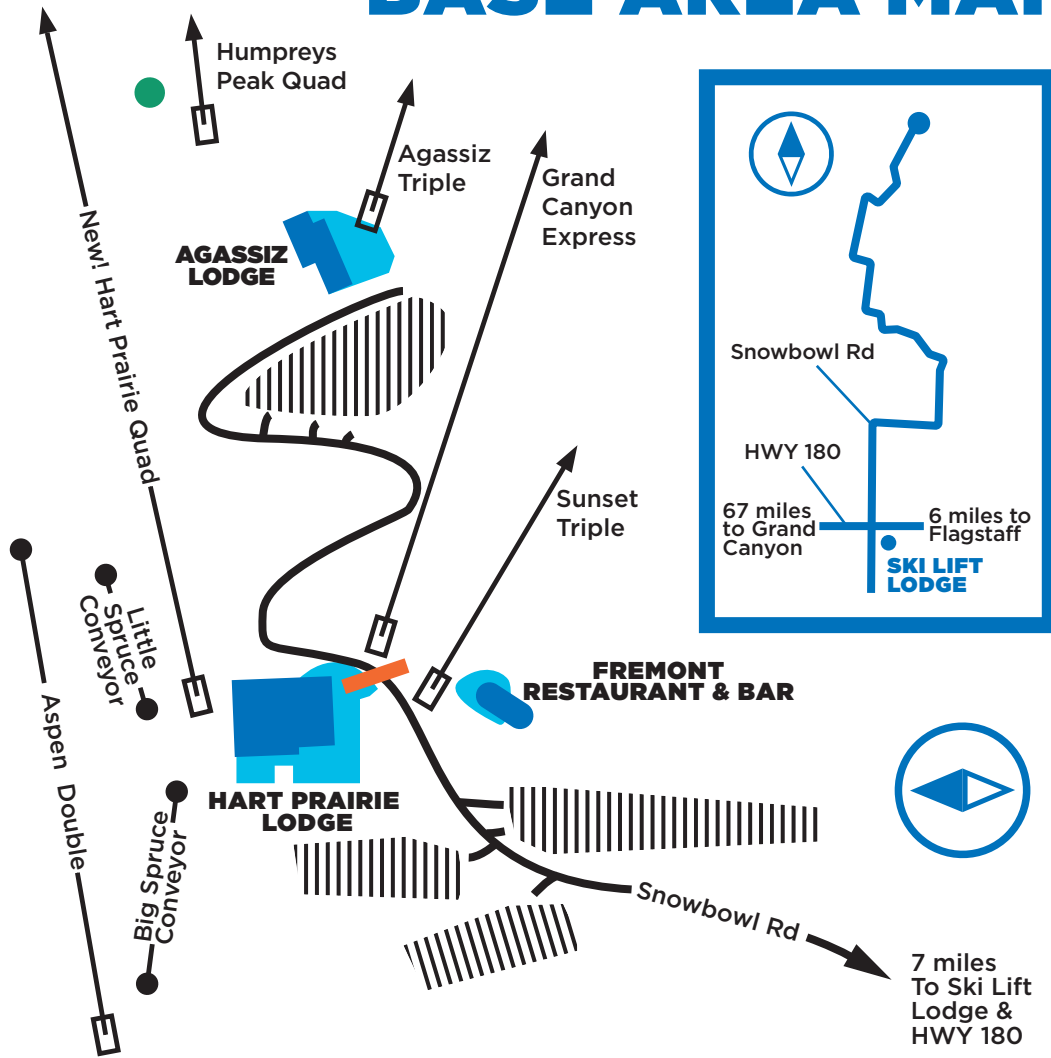 BASE AREA MAP
Humpreys
Peak Quad
Agassiz
Triple
Grand
Canyon
Express
AGASSIZ
LODGE
New! Hart Prairie Quad
Snowbowl Rd
HWY 180
67 miles
to Grand
Canyon
6 miles to
Flagstaff
SKI LIFT
LODGE
Sunset
Triple
Little
Spruce
Conveyor
Aspen Double
FREMONT
RESTAURANT & BAR
HART PRAIRIE
LODGE
Big Spruce
Conveyor
Snowbowl Rd
7 miles
To Ski Lift
Lodge &
HWY 180